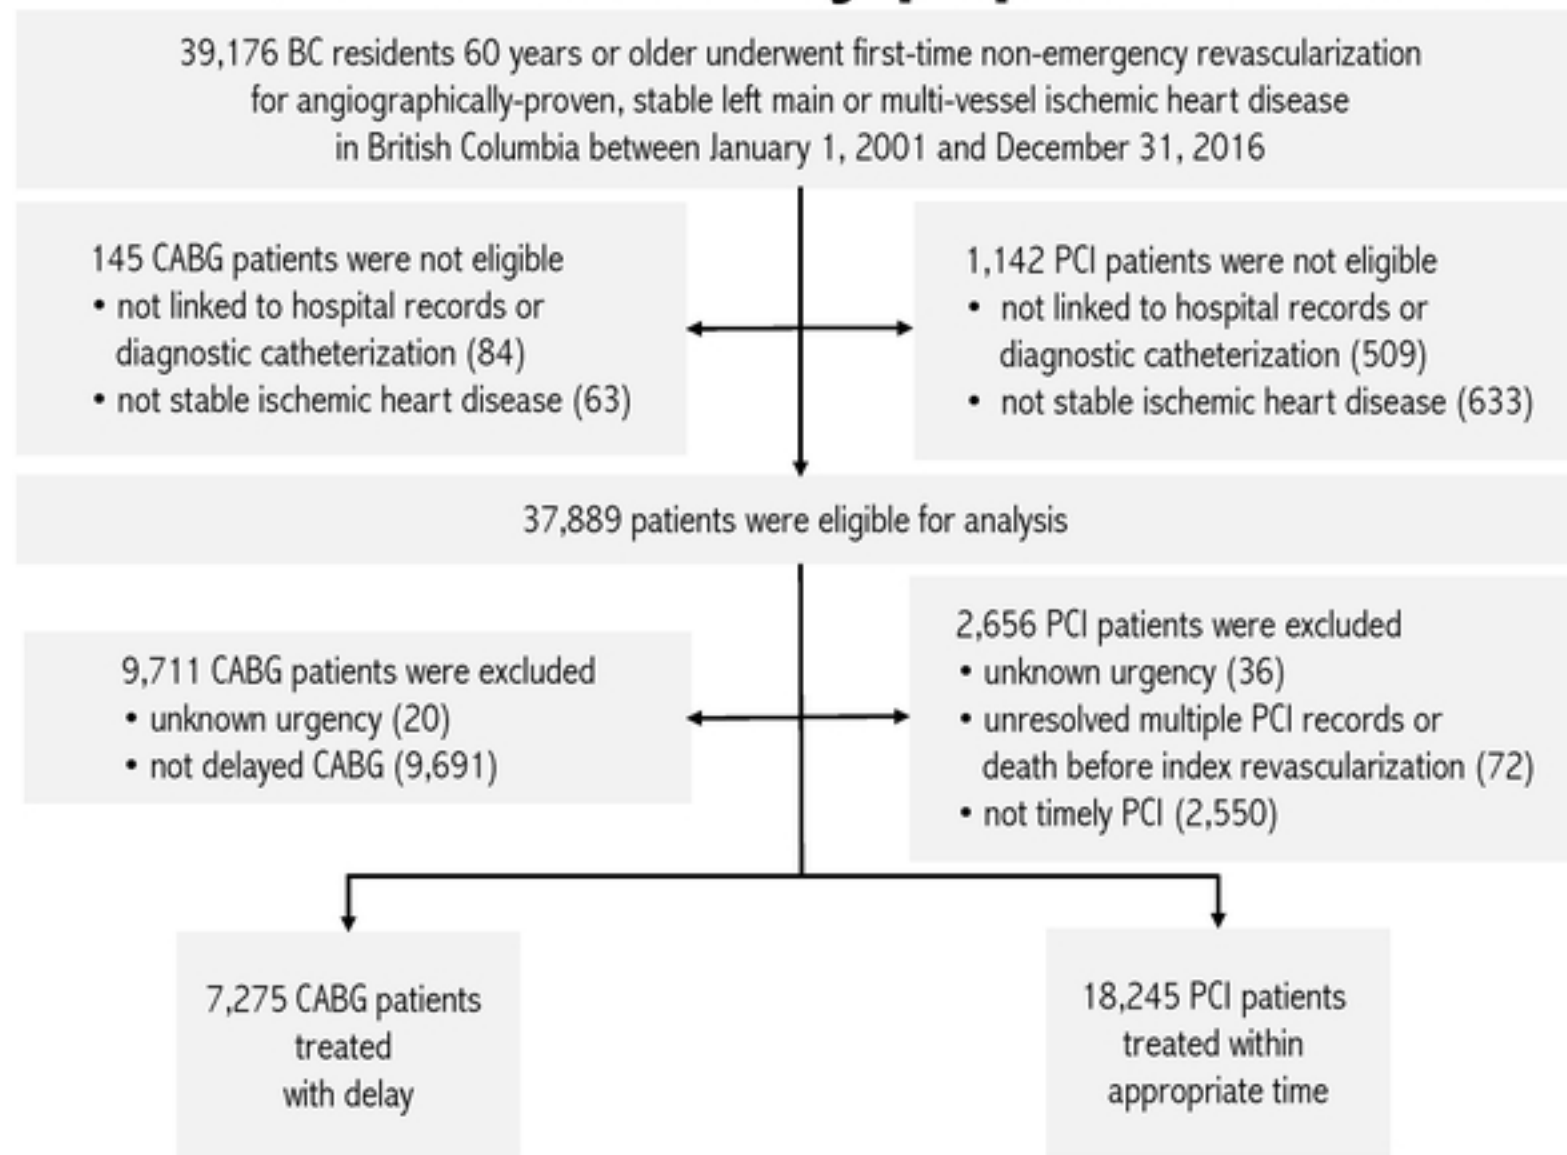 39,176 BC residents 60 years or older underwent first-time non-emergency revascularization
for angiographically-proven, stable left main or multi-vessel ischemic heart disease
in British Columbia between January 1, 2001 and December 31, 2016
145 CABG patients were not eligible
• not linked to hospital records or
diagnostic catheterization (84)
• not stable ischemic heart disease (63)
1,142 PCI patients were not eligible
• not linked to hospital records or
diagnostic catheterization (509)
• not stable ischemic heart disease (633)
37,889 patients were eligible for analysis
9,711 CABG patients were excluded
• unknown urgency (20)
• not delayed CABG (9,691)
2,656 PCI patients were excluded
• unknown urgency (36)
• unresolved multiple PCI records or
death before index revascularization (72)
• not timely PCI (2,550)
7,275 CABG patients
treated
with delay
18,245 PCI patients
treated within
appropriate time